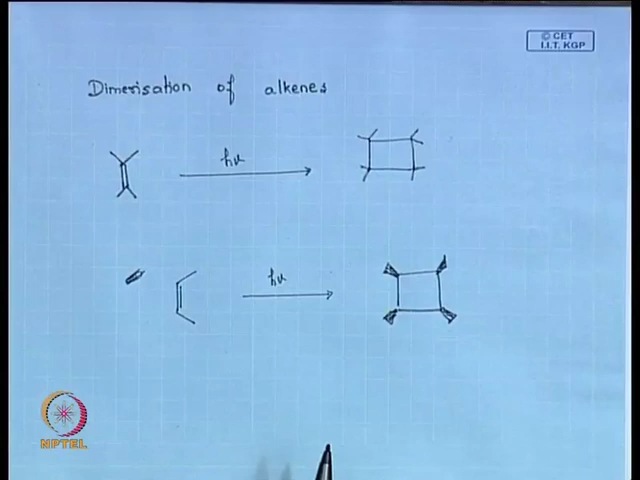 © CET
I.I.T. KGP
Dimerisation of alkenes
hν
hν
NPTEL